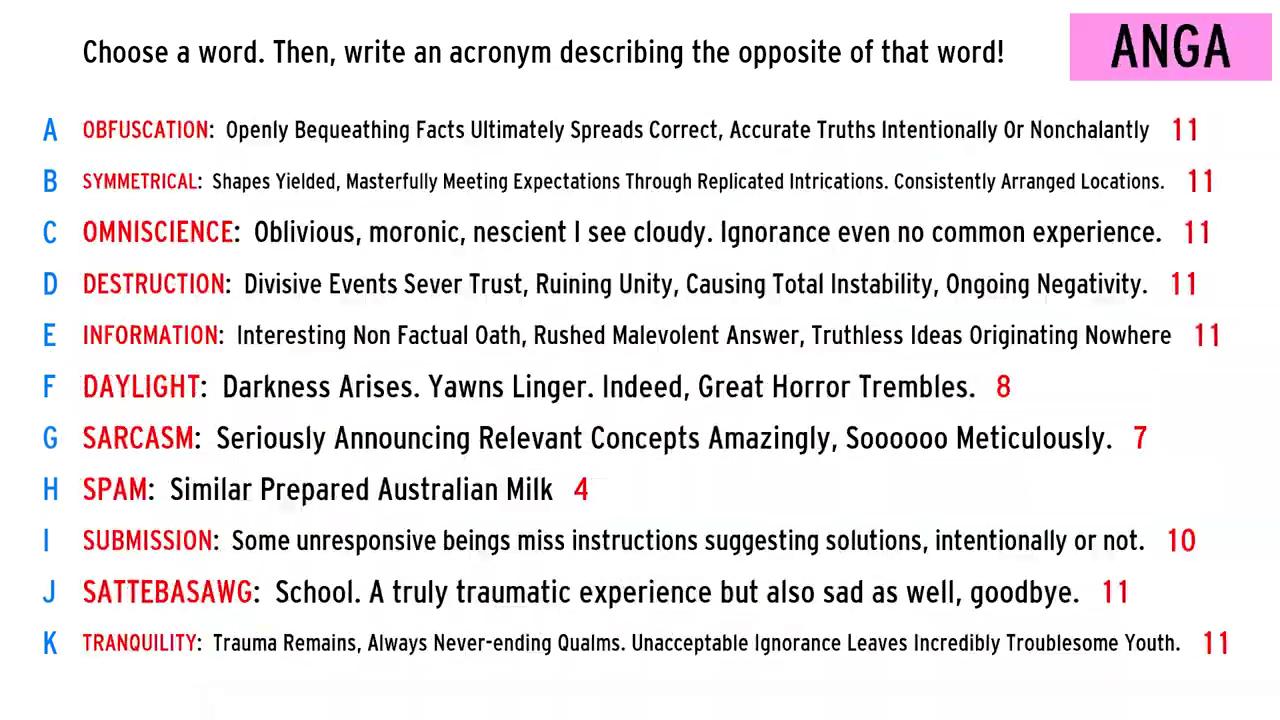 Choose a word. Then, write an acronym describing the opposite of that word!
ANGA
A OBFUSCATION: Openly Bequeathing Facts Ultimately Spreads Correct, Accurate Truths Intentionally Or Nonchalantly 11
B SYMMETRICAL: Shapes Yielded, Masterfully Meeting Expectations Through Replicated Intrications. Consistently Arranged Locations. 11
C OMNISCIENCE: Oblivious, moronic, nescient I see cloudy. Ignorance even no common experience. 11
D DESTRUCTION: Divisive Events Sever Trust, Ruining Unity, Causing Total Instability, Ongoing Negativity. 11
E INFORMATION: Interesting Non Factual Oath, Rushed Malevolent Answer, Truthless Ideas Originating Nowhere 11
F DAYLIGHT: Darkness Arises. Yawns Linger. Indeed, Great Horror Trembles. 8
G SARCASM: Seriously Announcing Relevant Concepts Amazingly, Soooooo Meticulously. 7
H SPAM: Similar Prepared Australian Milk 4
I SUBMISSION: Some unresponsive beings miss instructions suggesting solutions, intentionally or not. 10
J SATTEBASAWG: School. A truly traumatic experience but also sad as well, goodbye. 11
K TRANQUILITY: Trauma Remains, Always Never-ending Qualms. Unacceptable Ignorance Leaves Incredibly Troublesome Youth. 11